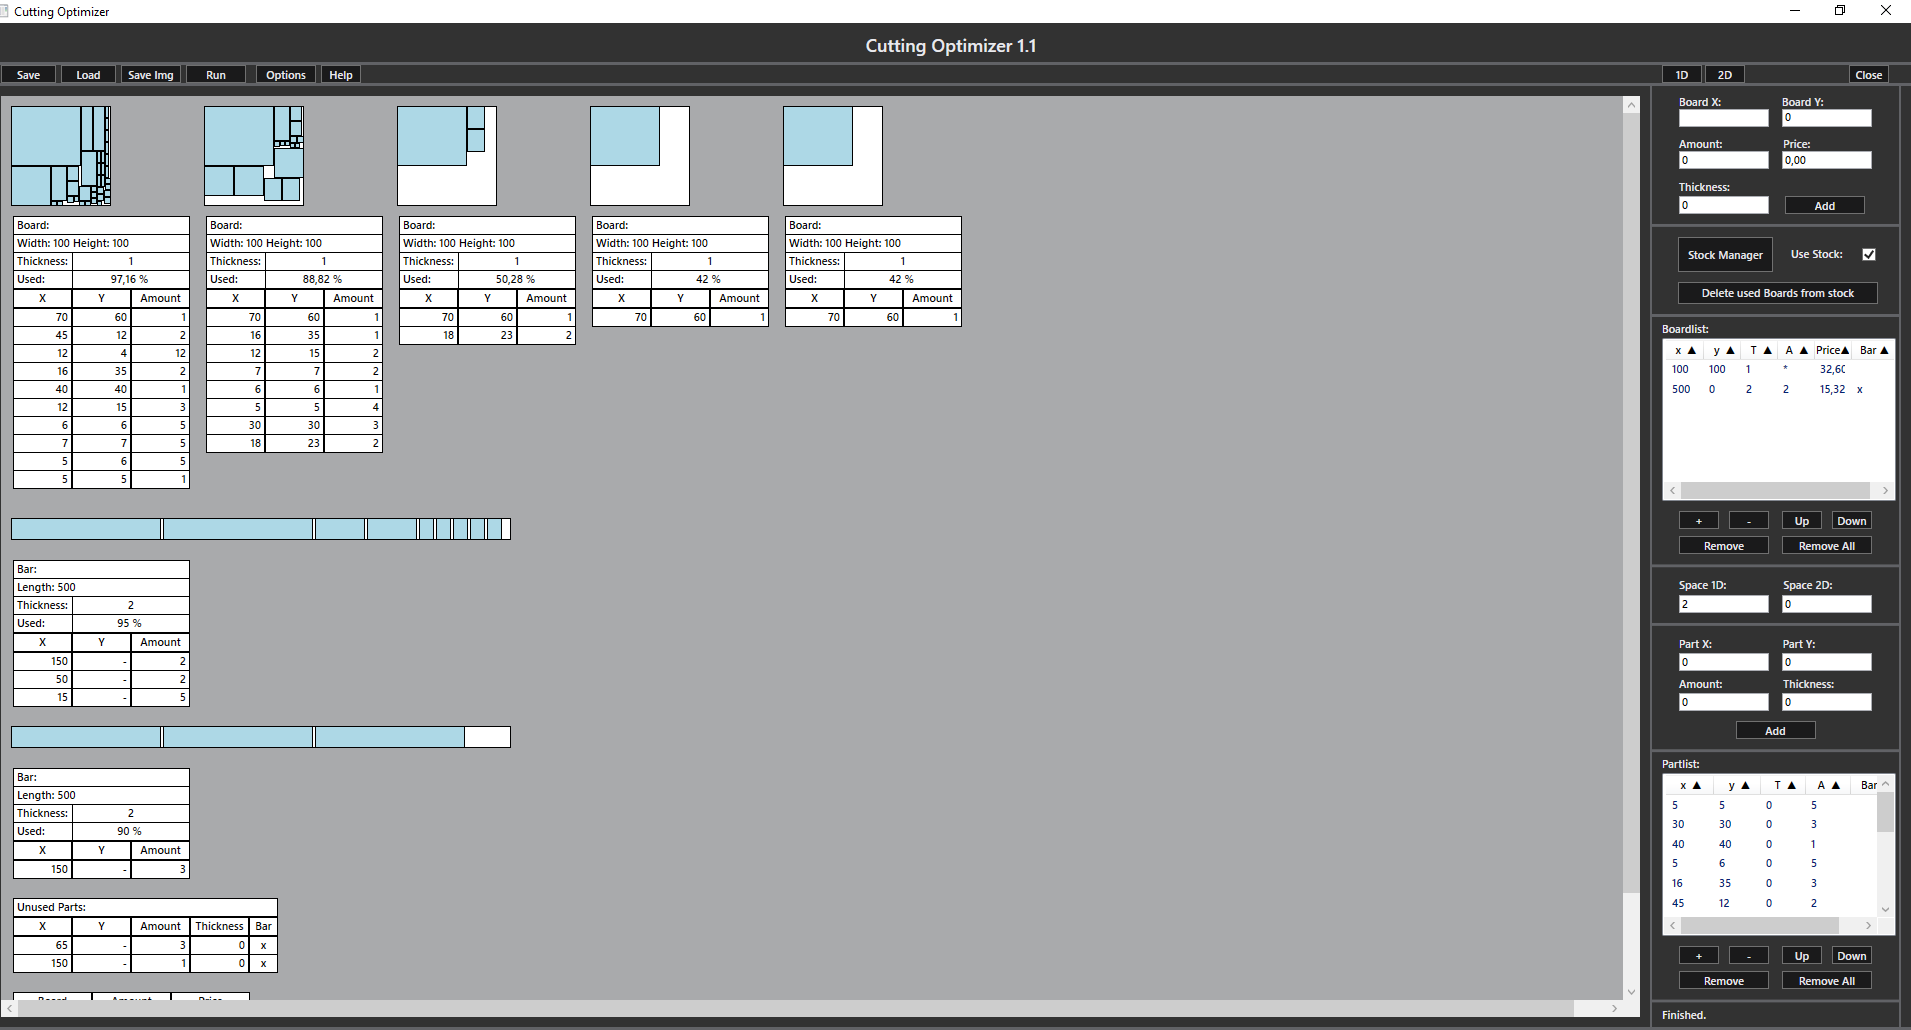 Cutting Optimizer
Cutting Optimizer 1.1
Save Load Save Img Run Options Help 1D 2D Close
Board:
Width: 100 Height: 100
Thickness: 1
Used: 97,16 %
X Y Amount
70 60 1
45 12 2
12 4 12
16 35 2
40 40 1
12 15 3
6 6 5
7 7 5
5 6 5
5 5 1
Board:
Width: 100 Height: 100
Thickness: 1
Used: 88,82 %
X Y Amount
70 60 1
16 35 1
12 15 2
7 7 2
6 6 1
5 5 4
30 30 3
18 23 2
Board:
Width: 100 Height: 100
Thickness: 1
Used: 50,28 %
X Y Amount
70 60 1
18 23 2
Board:
Width: 100 Height: 100
Thickness: 1
Used: 42 %
X Y Amount
70 60 1
Board:
Width: 100 Height: 100
Thickness: 1
Used: 42 %
X Y Amount
70 60 1
Bar:
Length: 500
Thickness: 2
Used: 95 %
X Y Amount
150 - 2
50 - 2
15 - 5
Bar:
Length: 500
Thickness: 2
Used: 90 %
X Y Amount
150 - 3
Unused Parts:
X Y Amount Thickness Bar
65 - 3 0 x
150 - 1 0 x
Board Amount Price
Board X: Board Y:
0
Amount: Price:
0 0,00
Thickness:
0 Add
Stock Manager Use Stock:
Delete used Boards from stock
Boardlist:
x ▲ y ▲ T ▲ A ▲ Price▲ Bar ▲
100 100 1 * 32,60
500 0 2 2 15,32 x
+ - Up Down
Remove Remove All
Space 1D: Space 2D:
2 0
Part X: Part Y:
0 0
Amount: Thickness:
0 0
Add
Partlist:
x ▲ y ▲ T ▲ A ▲ Bar
5 5 0 5
30 30 0 3
40 40 0 1
5 6 0 5
16 35 0 3
45 12 0 2
+ - Up Down
Remove Remove All
Finished.